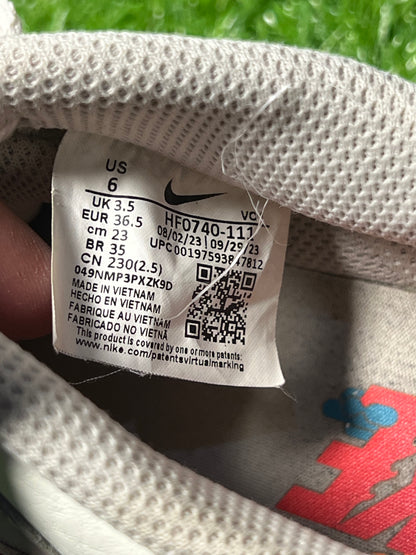 US
6
UK 3.5
EUR 36.5
cm 23
BR 35
CN 230(2.5)
049NMP3PXZK9D
VC
HF0740-111
08/02/23 | 09/29/23
UPC 00197593847812
MADE IN VIETNAM
HECHO EN VIETNAM
FABRIQUE AU VIETNAM
FABRICADO NO VIETNÃ
This product is covered by one or more patents:
www.nike.com/patentsvirtualmarking